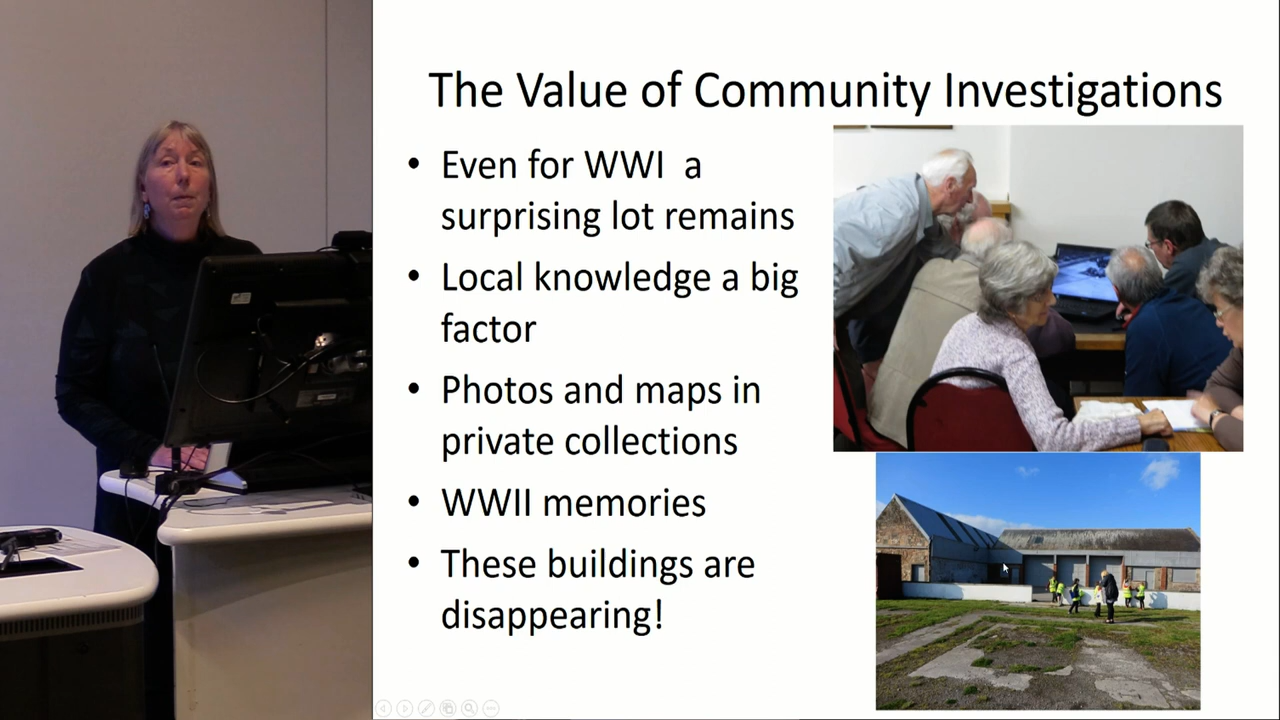 The Value of Community Investigations
• Even for WWI a
surprising lot remains
• Local knowledge a big
factor
• Photos and maps in
private collections
• WWII memories
• These buildings are
disappearing!